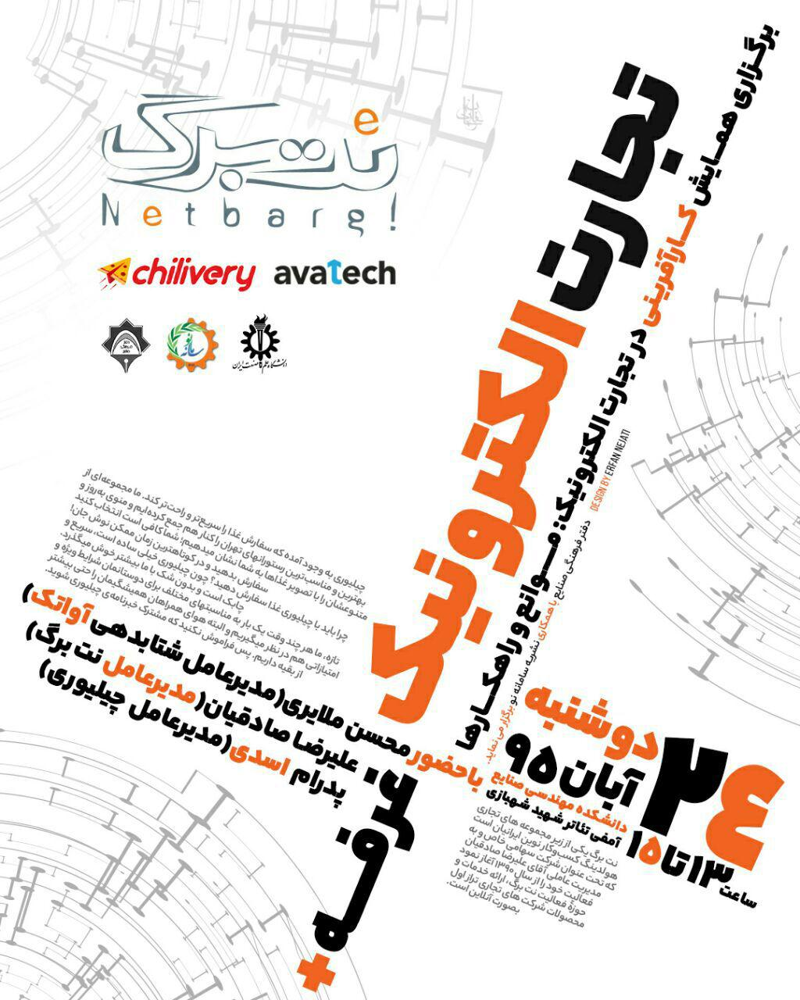 برگزاری همایش کارآفرینی در تجارت الکترونیک: موانع و راهکارها
تجارت الکترونیک
نت برگ
Netbarg!
chilivery
avatech
دانشگاه علم و صنعت ایران
سامانه نو
DESIGN BY ERFAN NEJATI
دفتر فرهنگی صنایع با همکاری نشریه سامانه نو برگزار می نماید.
چیلیوری به وجود آمده که سفارش غذا را سریع‌تر و راحت‌تر کند. ما مجموعه‌ای از
بهترین و مناسب‌ترین رستورانهای تهران را کنار هم جمع کرده‌ایم و منوی به‌روز و
متنوعشان را با تصویر غذاها به شما نشان میدهیم؛ شما کافی است انتخاب کنید
سفارش بدهید و در کوتاهترین زمان ممکن نوش جان!
چرا باید با چیلیوری غذا سفارش دهید؟ چون چیلیوری خیلی ساده است، سریع و
چابک است و بدون شک با ما بیشتر خوش میگذرد.
تازه، ما هر چند وقت یک بار به مناسبتهای مختلف برای دوستانمان شرایط ویژه و
امتیازاتی هم در نظر میگیریم و البته هوای همراهان همیشگیمان را حتی بیشتر
از بقیه داریم. پس فراموش نکنید که مشترک خبرنامه‌ی چیلیوری شوید.
باحضور محسن ملایری(مدیرعامل شتابدهی آواتک)
علیرضا صادقیان(مدیرعامل نت برگ)
پدرام اسدی(مدیرعامل چیلیوری)
دوشنبه
۲۴
آبان ۹۵
دانشکده مهندسی صنایع
آمفی تئاتر شهید شهبازی
ساعت ۱۳ تا ۱۵
نت برگ یکی از زیر مجموعه های تجاری
هولدینگ کسب‌وکار نوین ایرانیان است
که تحت عنوان شرکت سهامی خاص و به
مدیریت عاملی آقای علیرضا صادقیان
فعالیت خود را از سال ۱۳۹۰ آغاز نمود
حوزهٔ فعالیت نت برگ، ارائه خدمات و
محصولات شرکت های تجاری تراز اول
بصورت آنلاین است.
غرفه+